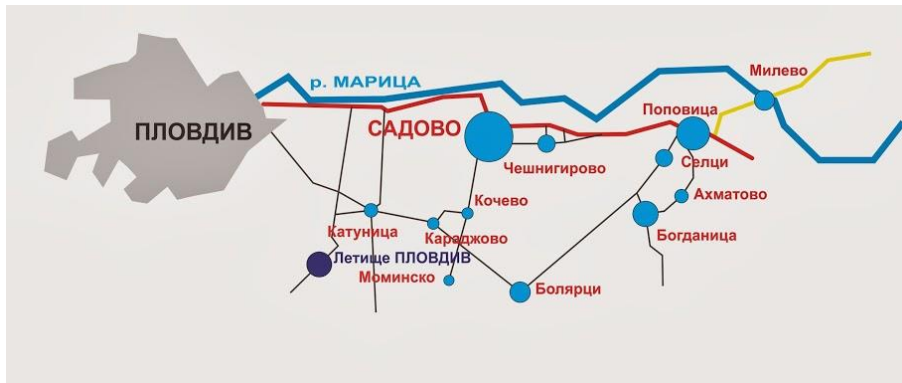 Милево
р. МАРИЦА
Поповица
ПЛОВДИВ
САДОВО
Чешнигирово
Селци
Ахматово
Кочево
Катуница
Караджово
Богданица
Летище ПЛОВДИВ
Моминско
Болярци